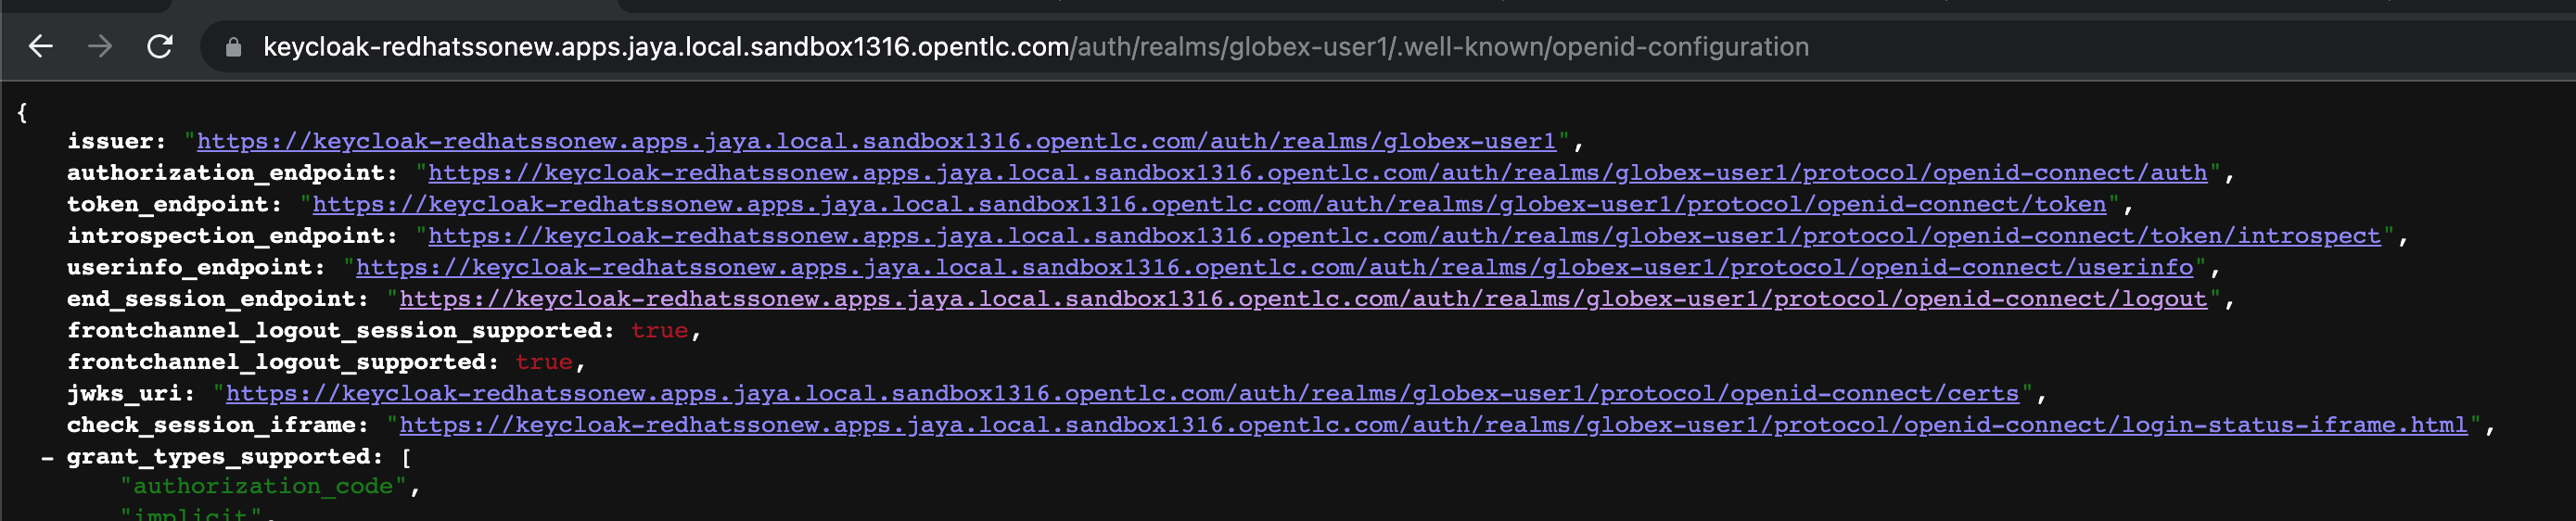 keycloak-redhatssonew.apps.jaya.local.sandbox1316.opentlc.com/auth/realms/globex-user1/.well-known/openid-configuration
{
issuer: "https://keycloak-redhatssonew.apps.jaya.local.sandbox1316.opentlc.com/auth/realms/globex-user1",
authorization_endpoint: "https://keycloak-redhatssonew.apps.jaya.local.sandbox1316.opentlc.com/auth/realms/globex-user1/protocol/openid-connect/auth",
token_endpoint: "https://keycloak-redhatssonew.apps.jaya.local.sandbox1316.opentlc.com/auth/realms/globex-user1/protocol/openid-connect/token",
introspection_endpoint: "https://keycloak-redhatssonew.apps.jaya.local.sandbox1316.opentlc.com/auth/realms/globex-user1/protocol/openid-connect/token/introspect",
userinfo_endpoint: "https://keycloak-redhatssonew.apps.jaya.local.sandbox1316.opentlc.com/auth/realms/globex-user1/protocol/openid-connect/userinfo",
end_session_endpoint: "https://keycloak-redhatssonew.apps.jaya.local.sandbox1316.opentlc.com/auth/realms/globex-user1/protocol/openid-connect/logout",
frontchannel_logout_session_supported: true,
frontchannel_logout_supported: true,
jwks_uri: "https://keycloak-redhatssonew.apps.jaya.local.sandbox1316.opentlc.com/auth/realms/globex-user1/protocol/openid-connect/certs",
check_session_iframe: "https://keycloak-redhatssonew.apps.jaya.local.sandbox1316.opentlc.com/auth/realms/globex-user1/protocol/openid-connect/login-status-iframe.html",
- grant_types_supported: [
"authorization_code",
"implicit",